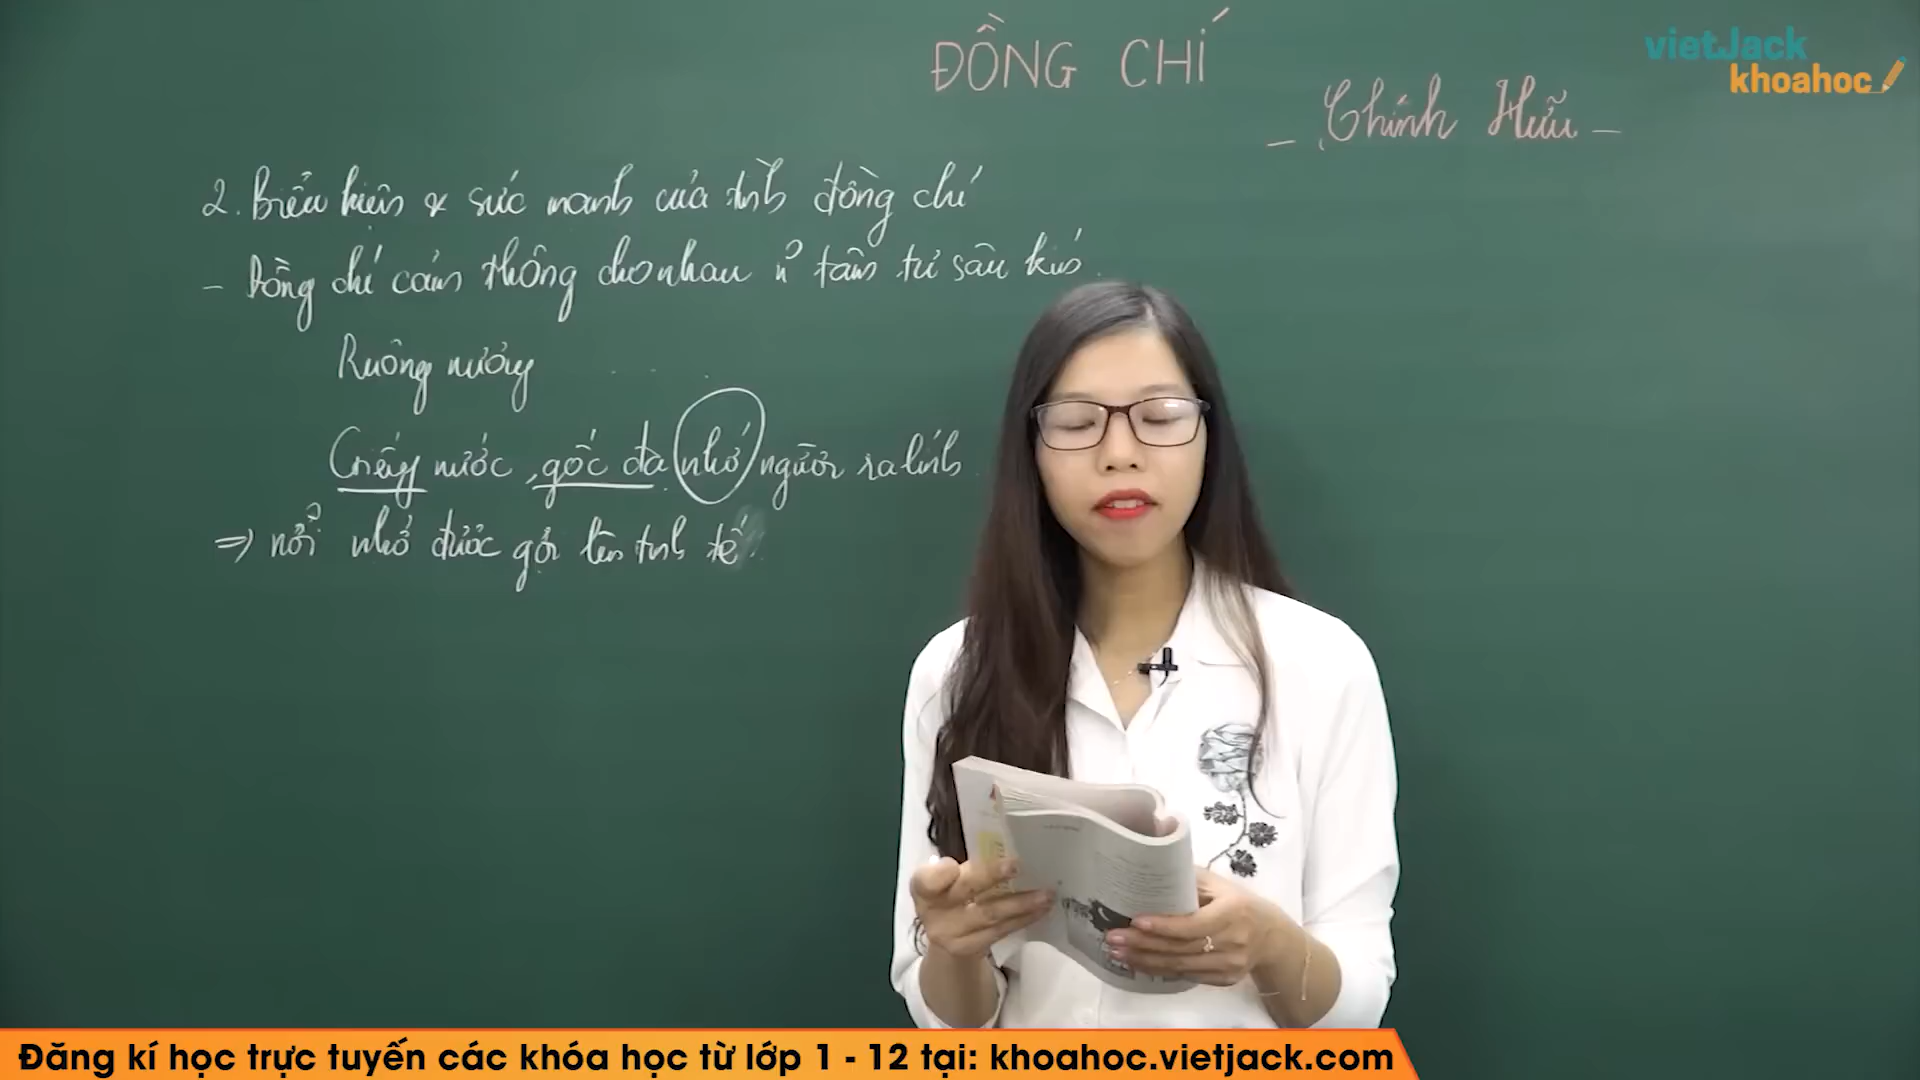 ĐỒNG CHÍ
vietJack
khoahoc
- Chính Hữu -
2. Biểu hiện & sức mạnh của tình đồng chí
- Đồng chí cảm thông cho nhau tâm tư sâu kín.
Ruộng nương
Giếng nước, gốc đa nhớ người ra lính
⇒ nỗi nhớ được gợi lên tinh tế
Đăng kí học trực tuyến các khóa học từ lớp 1 - 12 tại: khoahoc.vietjack.com